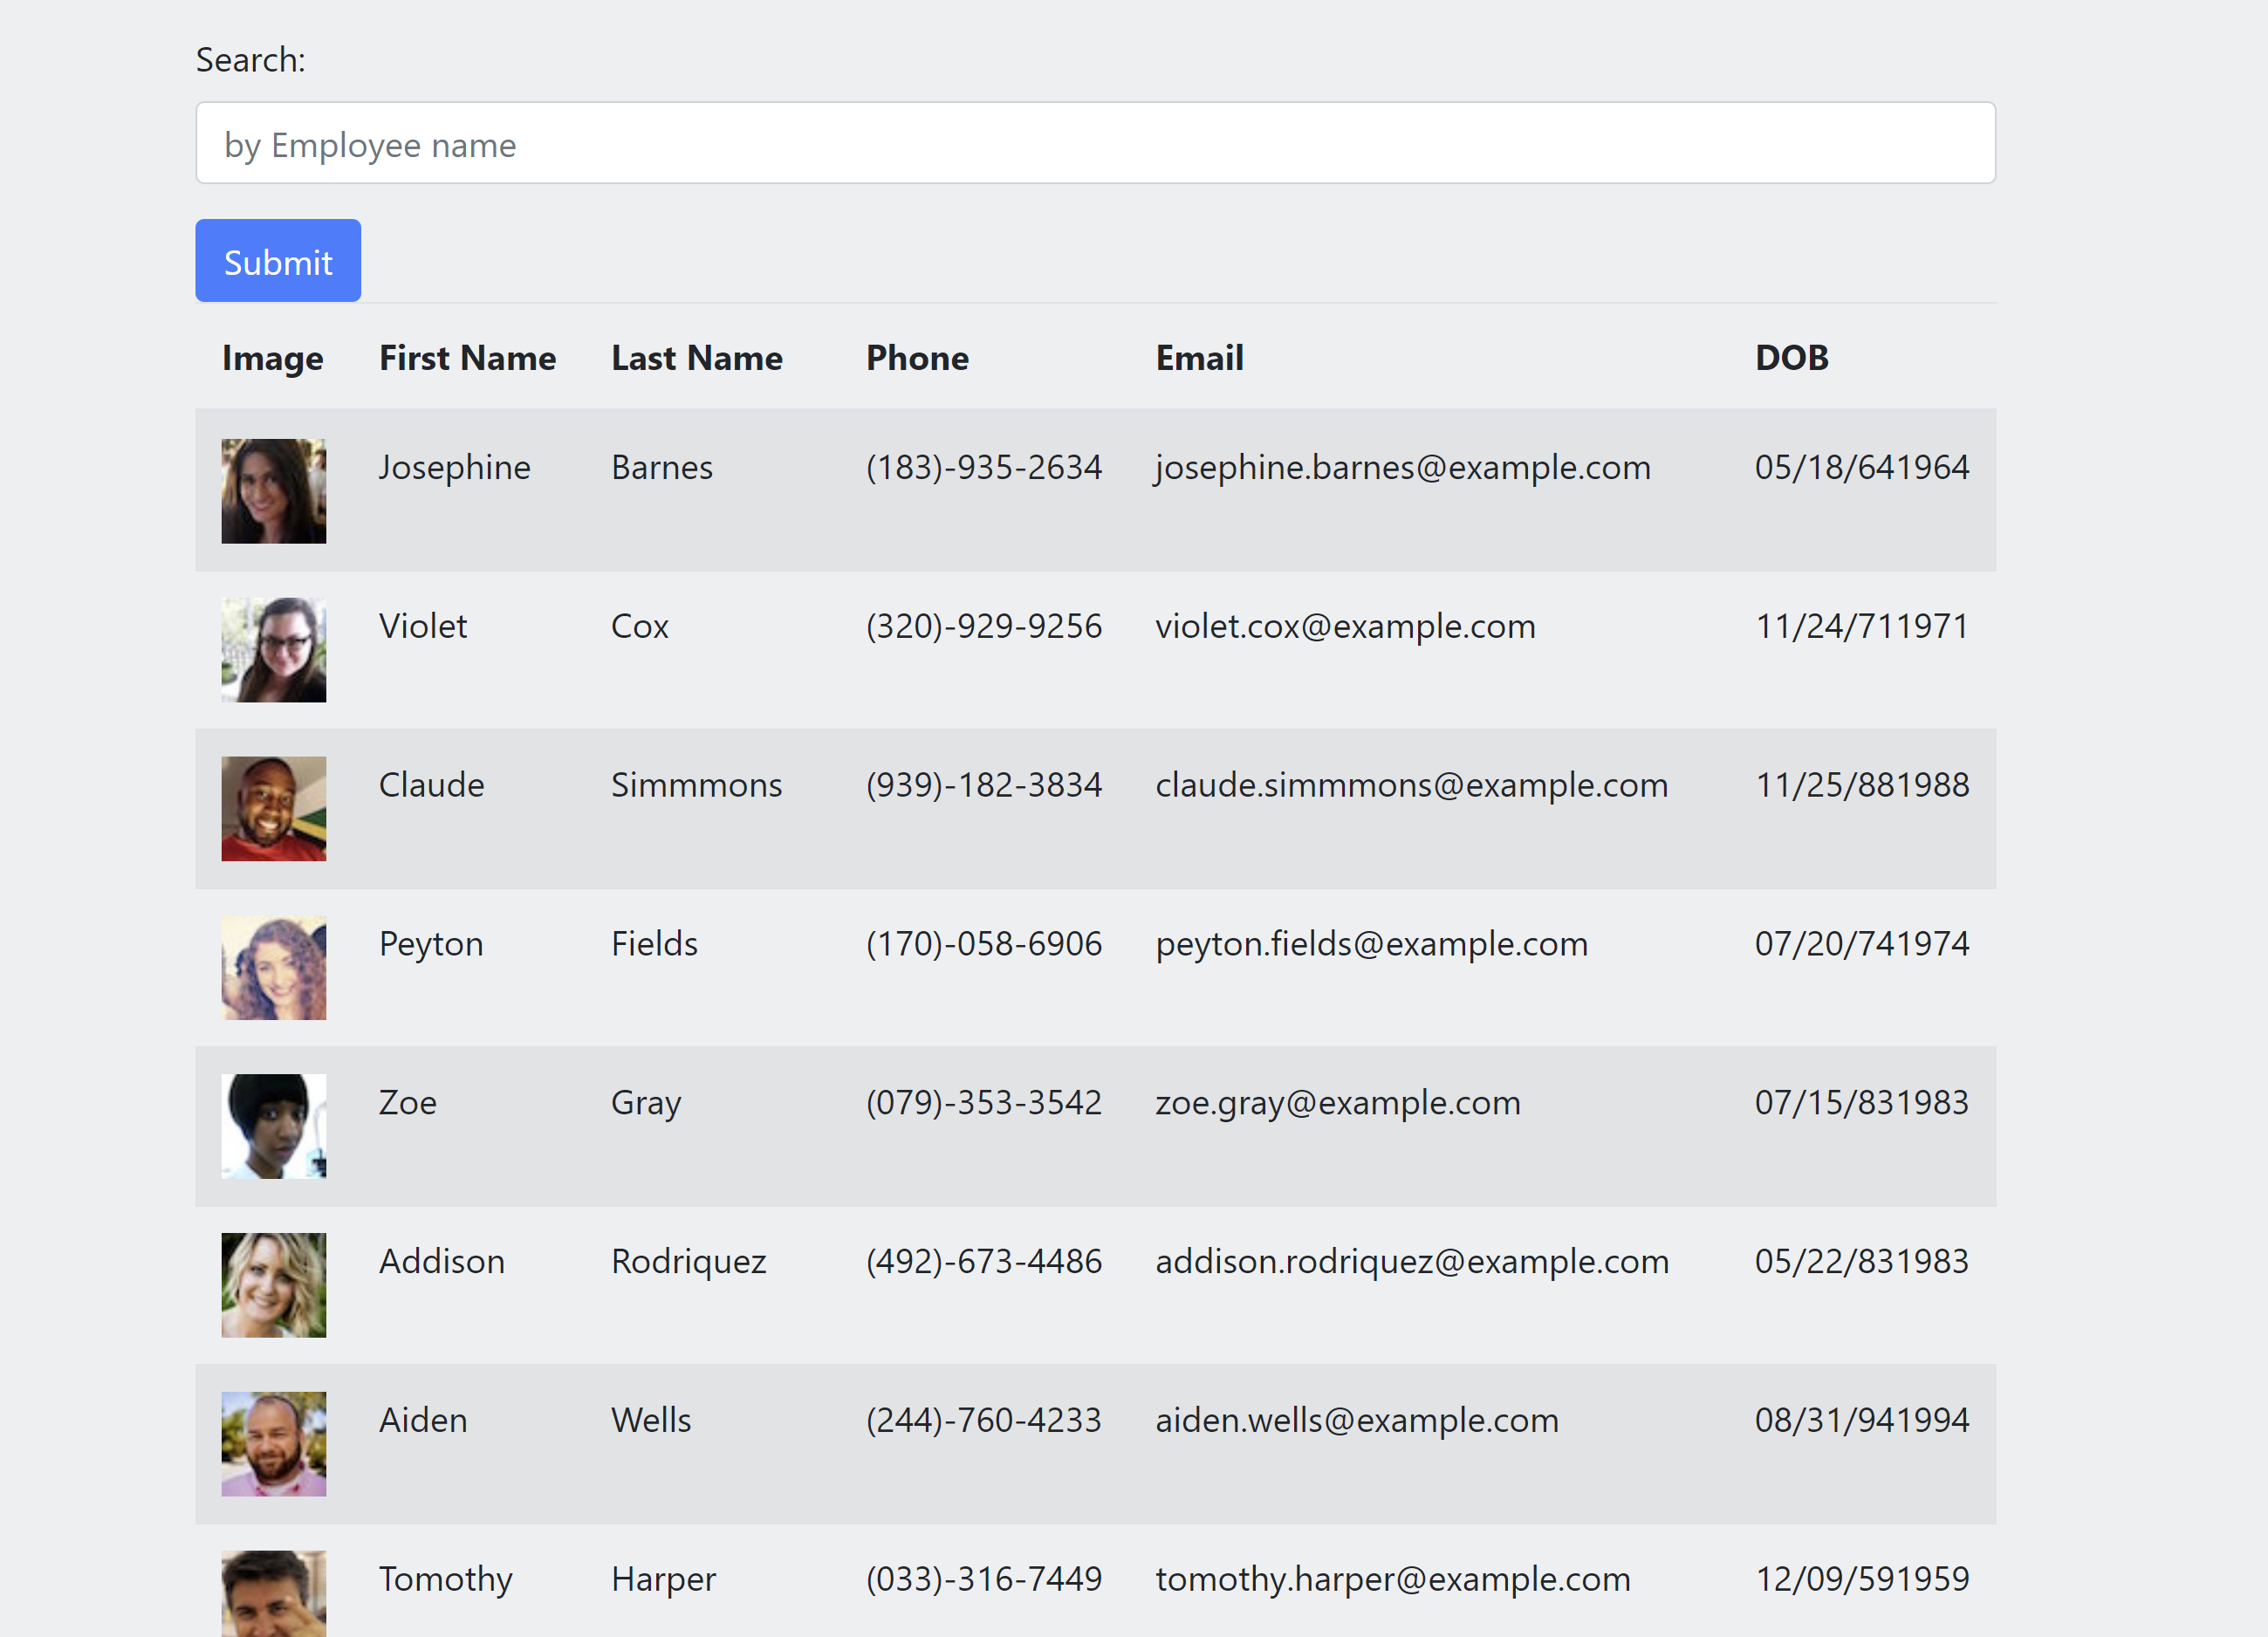 Search:
by Employee name
Submit
Image First Name Last Name Phone Email DOB
Josephine Barnes (183)-935-2634 josephine.barnes@example.com 05/18/641964
Violet Cox (320)-929-9256 violet.cox@example.com 11/24/711971
Claude Simmmons (939)-182-3834 claude.simmmons@example.com 11/25/881988
Peyton Fields (170)-058-6906 peyton.fields@example.com 07/20/741974
Zoe Gray (079)-353-3542 zoe.gray@example.com 07/15/831983
Addison Rodriquez (492)-673-4486 addison.rodriquez@example.com 05/22/831983
Aiden Wells (244)-760-4233 aiden.wells@example.com 08/31/941994
Tomothy Harper (033)-316-7449 tomothy.harper@example.com 12/09/591959